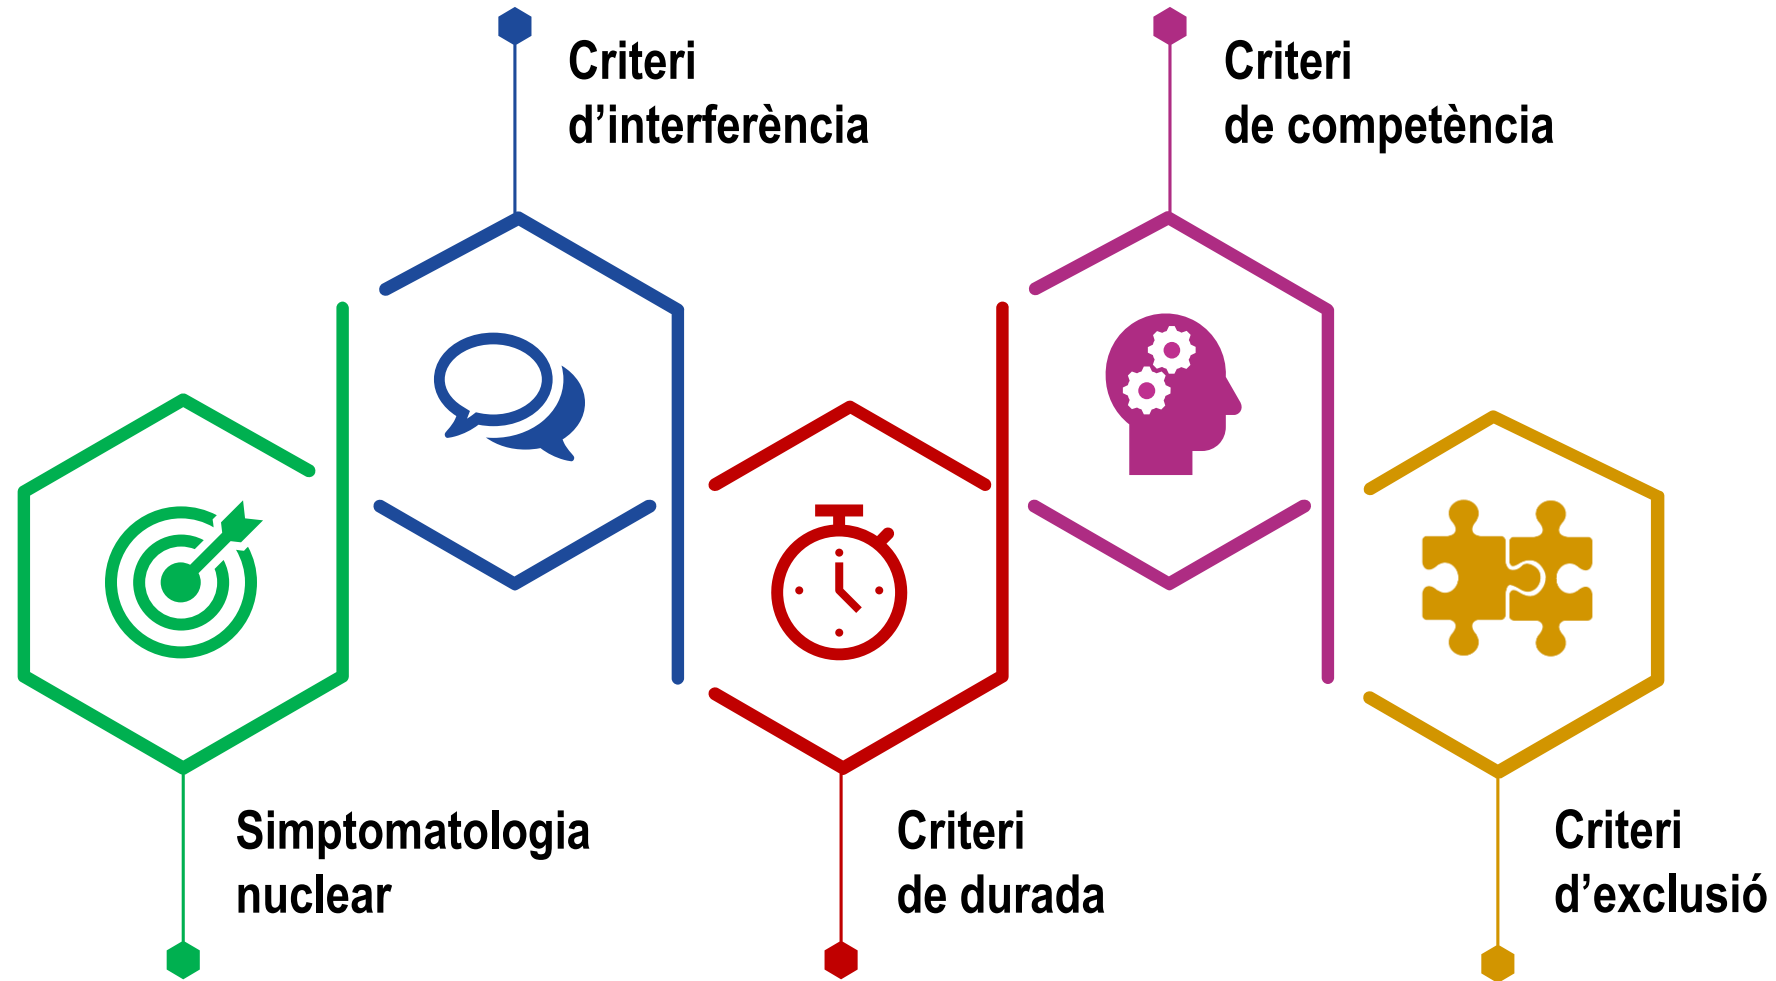 Criteri
d’interferència
Criteri
de competència
Simptomatologia
nuclear
Criteri
de durada
Criteri
d’exclusió